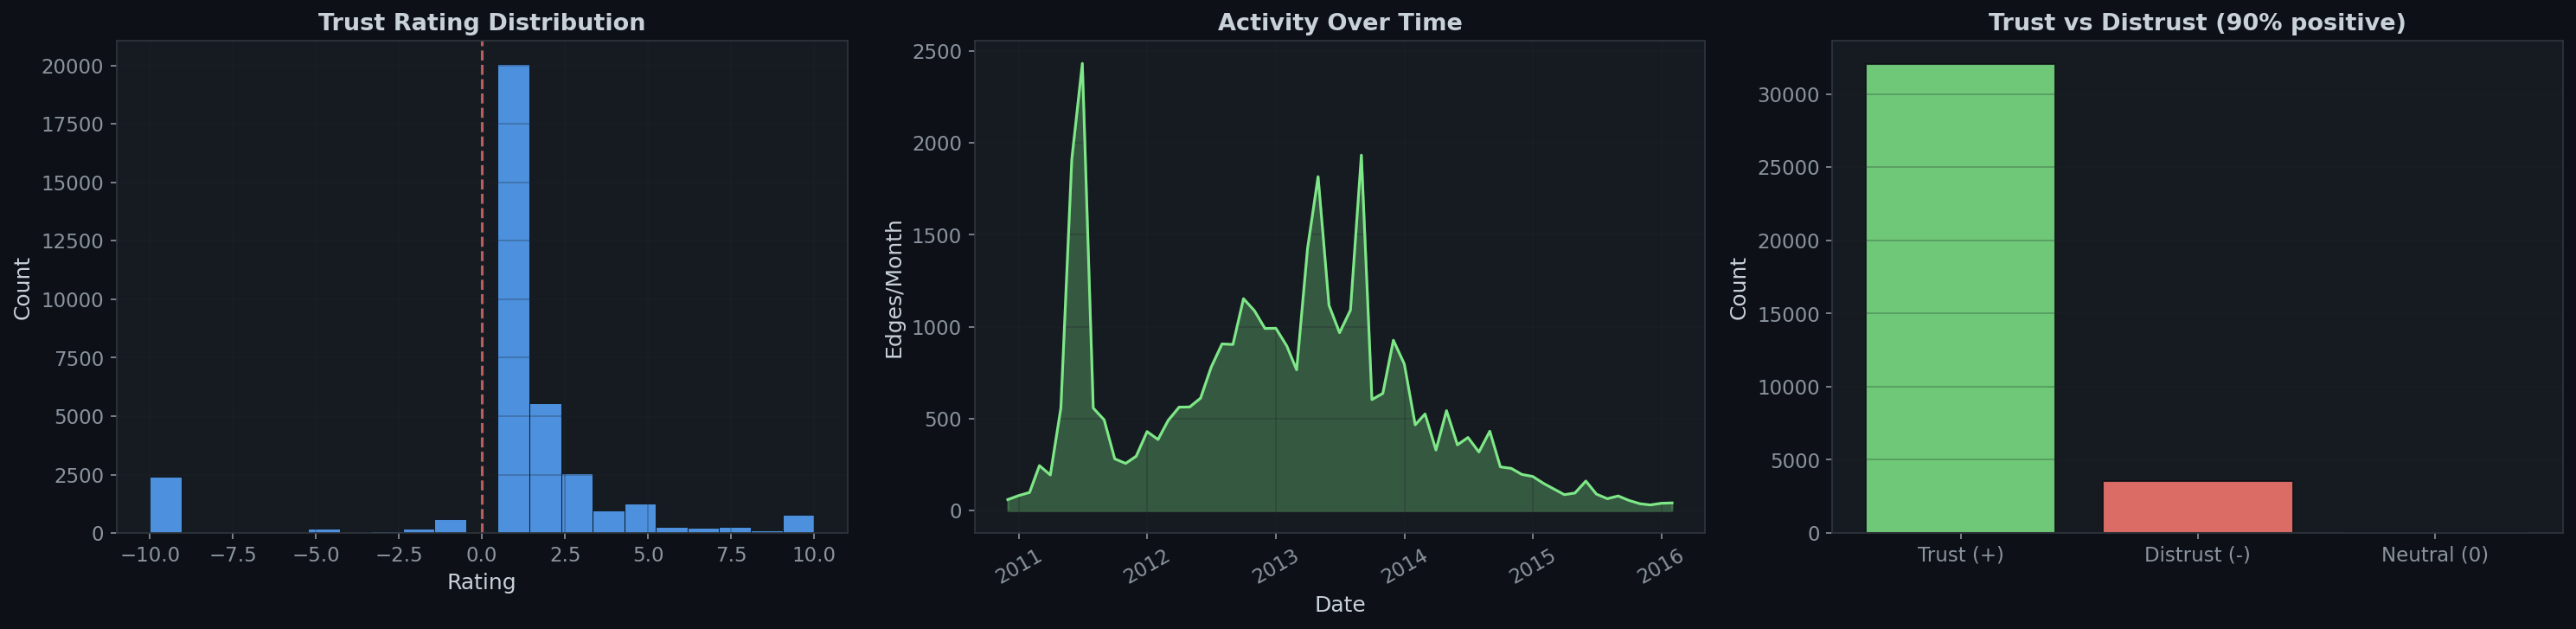 Trust Rating Distribution
Count
20000
17500
15000
12500
10000
7500
5000
2500
0
−10.0 −7.5 −5.0 −2.5 0.0 2.5 5.0 7.5 10.0
Rating
Activity Over Time
Edges/Month
2500
2000
1500
1000
500
0
2011 2012 2013 2014 2015 2016
Date
Trust vs Distrust (90% positive)
Count
30000
25000
20000
15000
10000
5000
0
Trust (+) Distrust (-) Neutral (0)